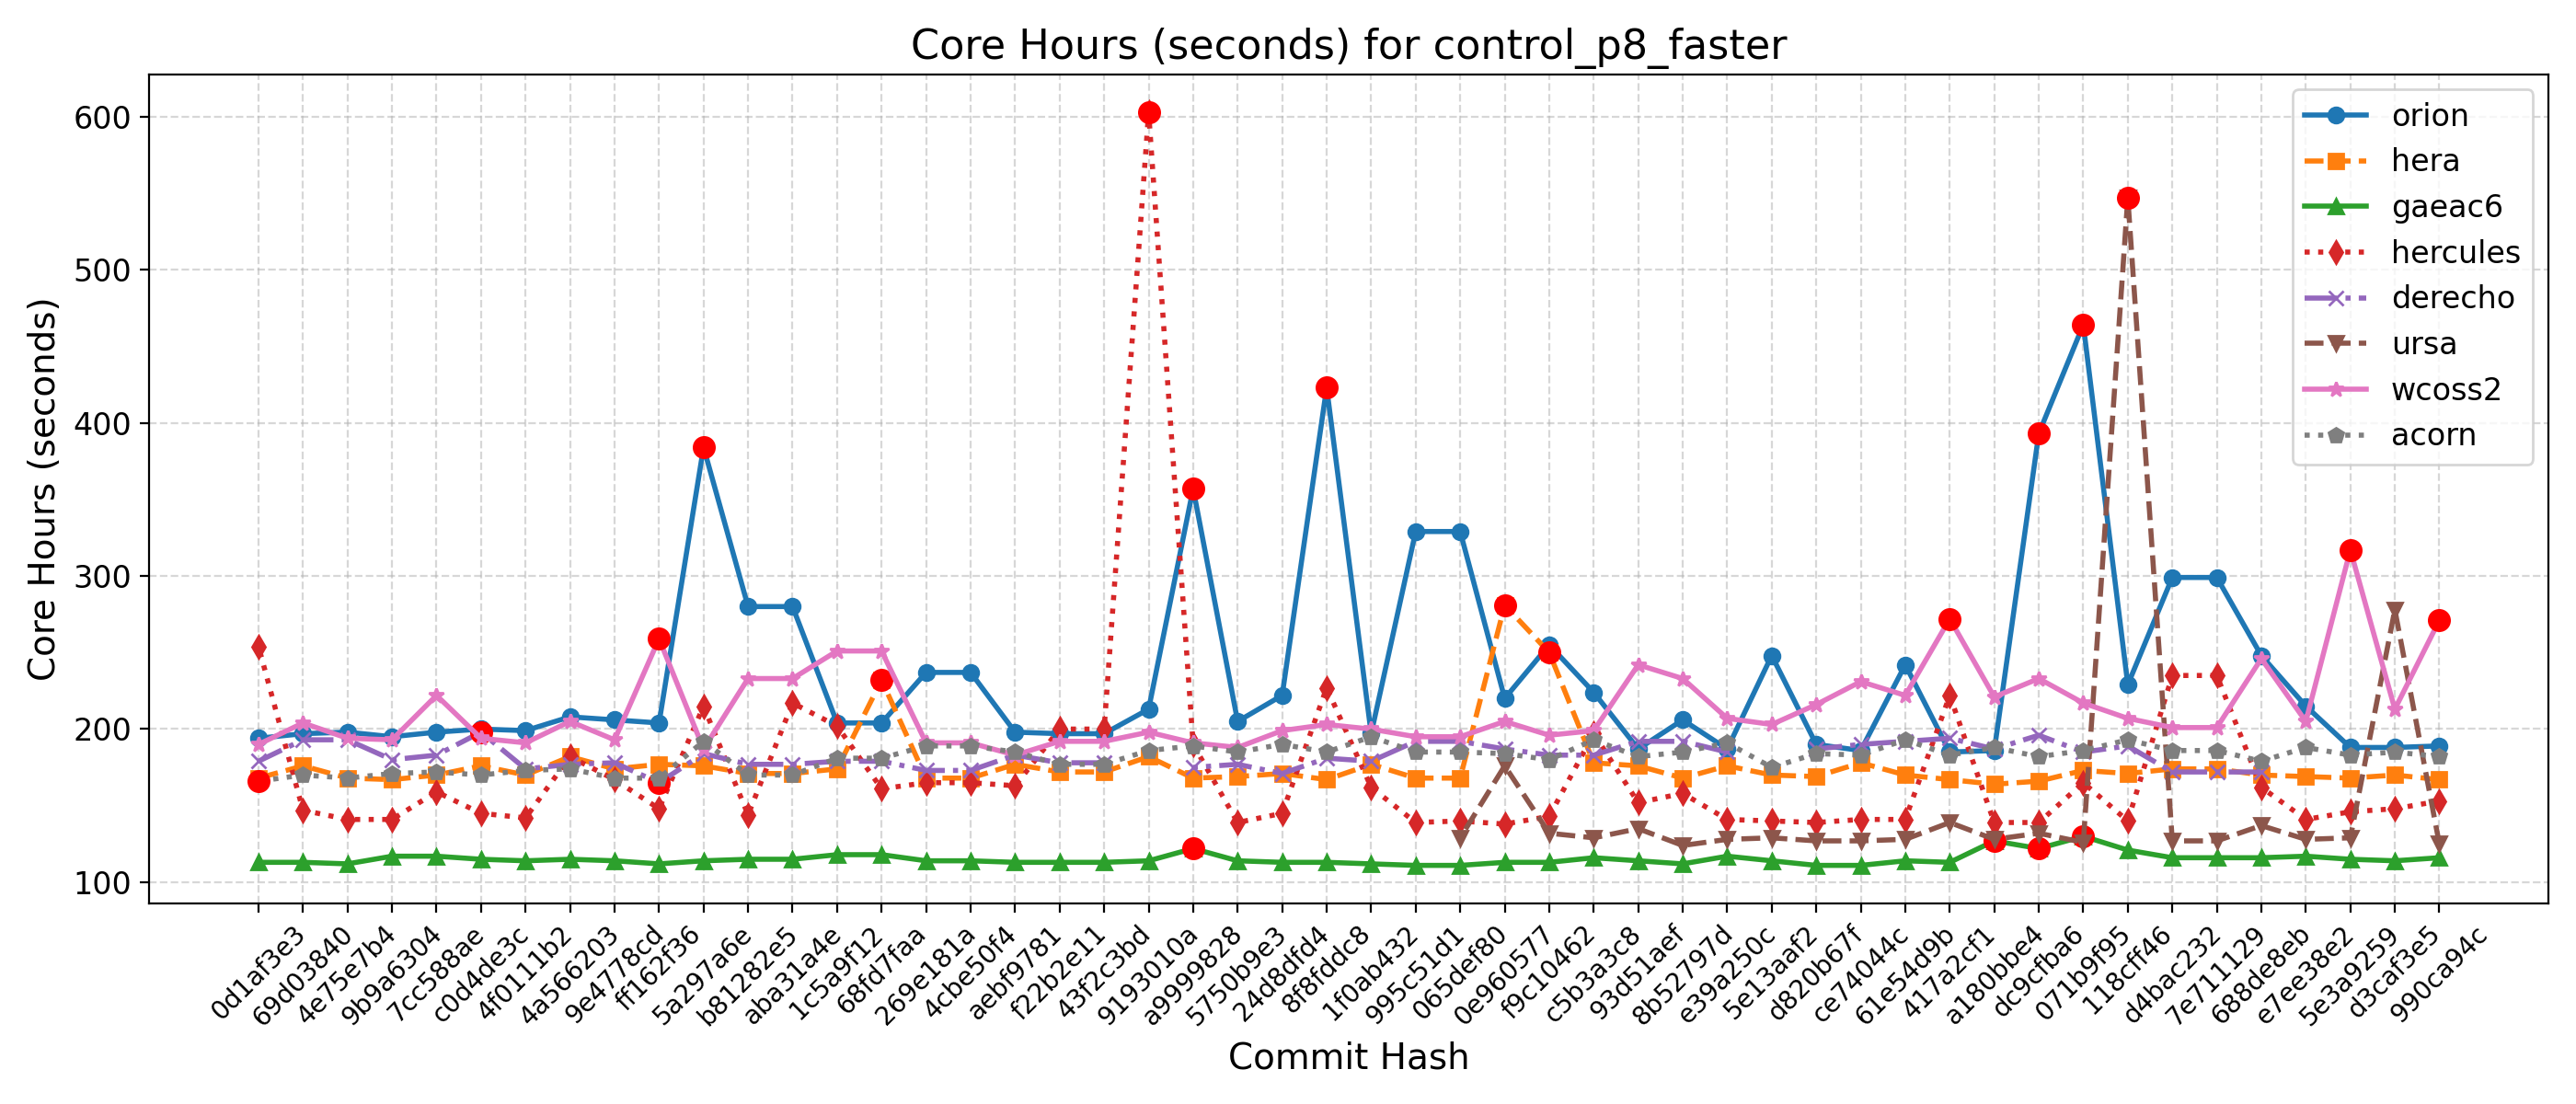 Core Hours (seconds) for control_p8_faster
Core Hours (seconds)
600
500
400
300
200
100
orion
hera
gaeac6
hercules
derecho
ursa
wcoss2
acorn
0d1af3e3
69d03840
4e75e7b4
9b9a6304
7cc588ae
c0d4de3c
4f0111b2
4a566203
9e4778cd
ff162f36
5a297a6e
b81282e5
aba31a4e
1c5a9f12
68fd7faa
269e181a
4cbe50f4
aebf9781
f22b2e11
43f2c3bd
9193010a
a9999828
5750b9e3
24d8dfd4
8f8fddc8
1f0ab432
995c51d1
065def80
0e960577
f9c10462
c5b3a3c8
93d51aef
8b52797d
e39a250c
5e13aaf2
d820b67f
ce74044c
61e54d9b
417a2cf1
a180bbe4
dc9cfba6
071b9f95
118cff46
d4bac232
7e711129
688de8eb
e7ee38e2
5e3a9259
d3caf3e5
990ca94c
Commit Hash